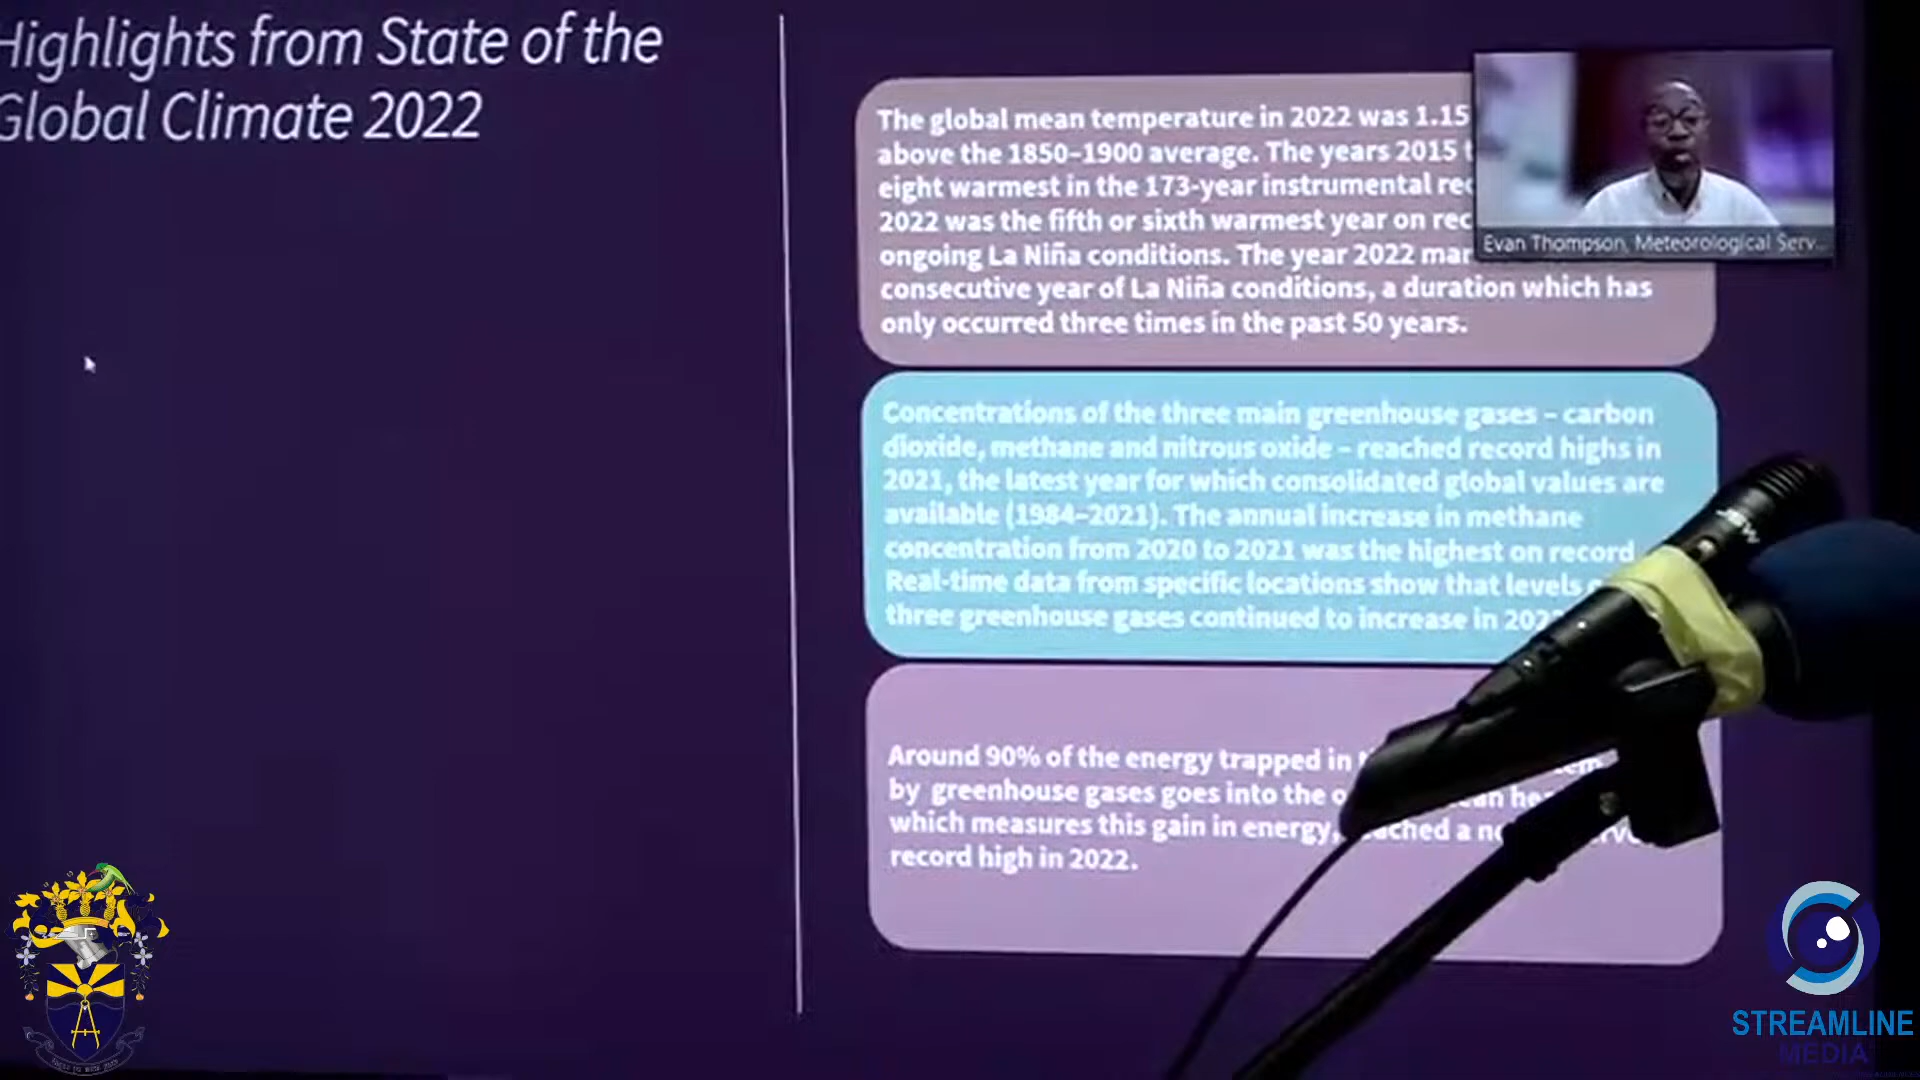 Highlights from State of the
Global Climate 2022
The global mean temperature in 2022 was 1.15
above the 1850–1900 average. The years 2015
eight warmest in the 173-year instrumental
2022 was the fifth or sixth warmest year on
ongoing La Niña conditions. The year 2022
consecutive year of La Niña conditions, a duration which has
only occurred three times in the past 50 years.
Evan Thompson, Meteorological Serv...
Concentrations of the three main greenhouse gases – carbon
dioxide, methane and nitrous oxide – reached record highs in
2021, the latest year for which consolidated global values are
available (1984–2021). The annual increase in methane
concentration from 2020 to 2021 was the highest on record
Real-time data from specific locations show that levels
three greenhouse gases continued to increase in
Around 90% of the energy trapped in
by greenhouse gases goes into the
which measures this gain in energy, a
record high in 2022.
STREAMLINE
MEDIA